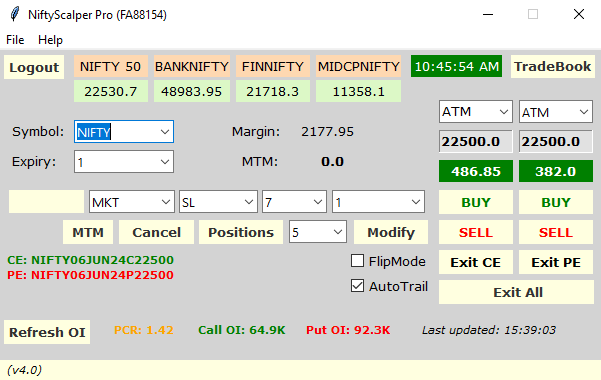 NiftyScalper Pro (FA88154)
File Help
Logout NIFTY 50 BANKNIFTY FINNIFTY MIDCPNIFTY 10:45:54 AM TradeBook
22530.7 48983.95 21718.3 11358.1
ATM ATM
Symbol: NIFTY Margin: 2177.95 22500.0 22500.0
Expiry: 1 MTM: 0.0 486.85 382.0
MKT SL 7 1 BUY BUY
MTM Cancel Positions 5 Modify SELL SELL
CE: NIFTY06JUN24C22500 FlipMode Exit CE Exit PE
PE: NIFTY06JUN24P22500
AutoTrail Exit All
Refresh OI PCR: 1.42 Call OI: 64.9K Put OI: 92.3K Last updated: 15:39:03
(v4.0)